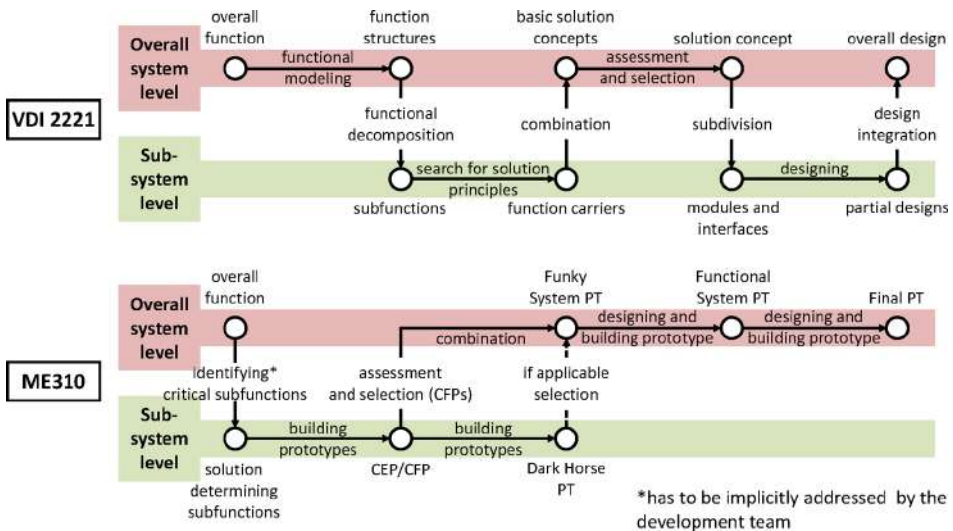 overall
function
function
structures
basic solution
concepts
solution concept
overall design
Overall
system
level
functional
modeling
assessment
and selection
VDI 2221
functional
decomposition
combination
subdivision
design
integration
Sub-
system
level
search for solution
principles
designing
subfunctions
function carriers
modules and
interfaces
partial designs
overall
function
Funky
System PT
Functional
System PT
Final PT
Overall
system
level
combination
designing and
building prototype
designing and
building prototype
ME310
identifying*
critical subfunctions
assessment
and selection (CFPs)
if applicable
selection
Sub-
system
level
building
prototypes
building
prototypes
solution
determining
subfunctions
CEP/CFP
Dark Horse
PT
*has to be implicitly addressed by the
development team